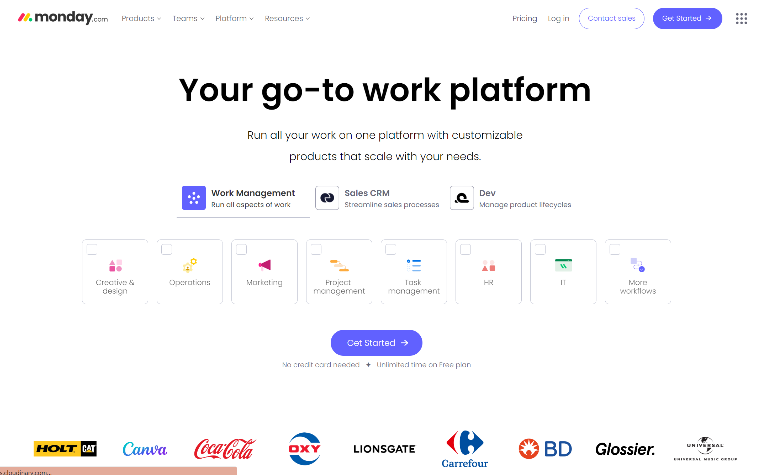 monday.com
Products
Teams
Platform
Resources
Pricing
Log in
Contact sales
Get Started →
Your go-to work platform
Run all your work on one platform with customizable
products that scale with your needs.
Work Management
Run all aspects of work
Sales CRM
Streamline sales processes
Dev
Manage product lifecycles
Creative &
design
Operations
Marketing
Project
management
Task
management
HR
IT
More
workflows
Get Started →
No credit card needed ✦ Unlimited time on Free plan
HOLT CAT
Canva
Coca-Cola
OXY
LIONSGATE
Carrefour
BD
Glossier.
UNIVERSAL
UNIVERSAL MUSIC GROUP